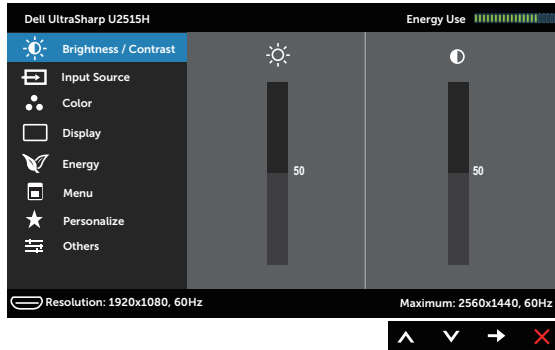 Dell UltraSharp U2515H
Energy Use
Brightness / Contrast
Input Source
Color
Display
Energy
Menu
Personalize
Others
50
50
Resolution: 1920x1080, 60Hz
Maximum: 2560x1440, 60Hz